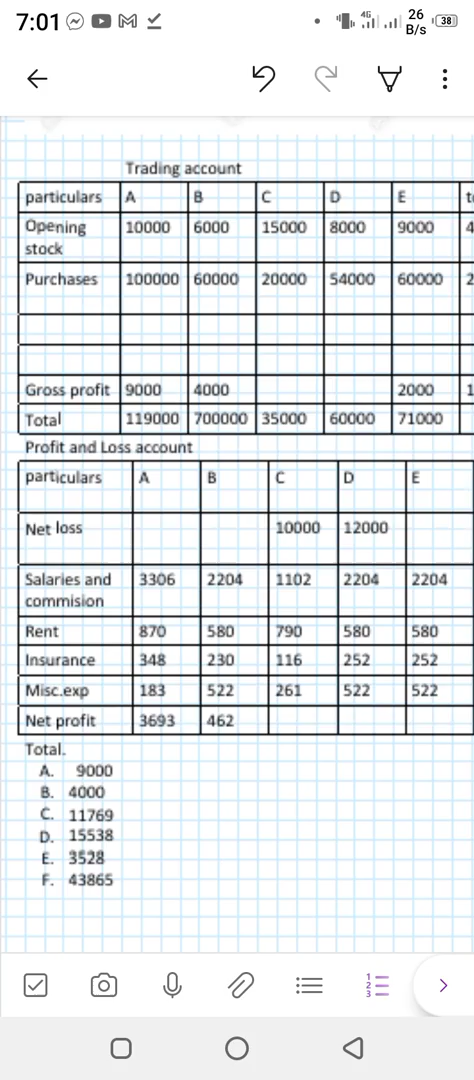 7:01
4G
26
B/s
38
Trading account
particulars A B C D E
Opening stock 10000 6000 15000 8000 9000 4
Purchases 100000 60000 20000 54000 60000 2
Gross profit 9000 4000 2000 1
Total 119000 700000 35000 60000 71000
Profit and Loss account
particulars A B C D E
Net loss 10000 12000
Salaries and commision 3306 2204 1102 2204 2204
Rent 870 580 790 580 580
Insurance 348 230 116 252 252
Misc.exp 183 522 261 522 522
Net profit 3693 462
Total.
A. 9000
B. 4000
C. 11769
D. 15538
E. 3528
F. 43865